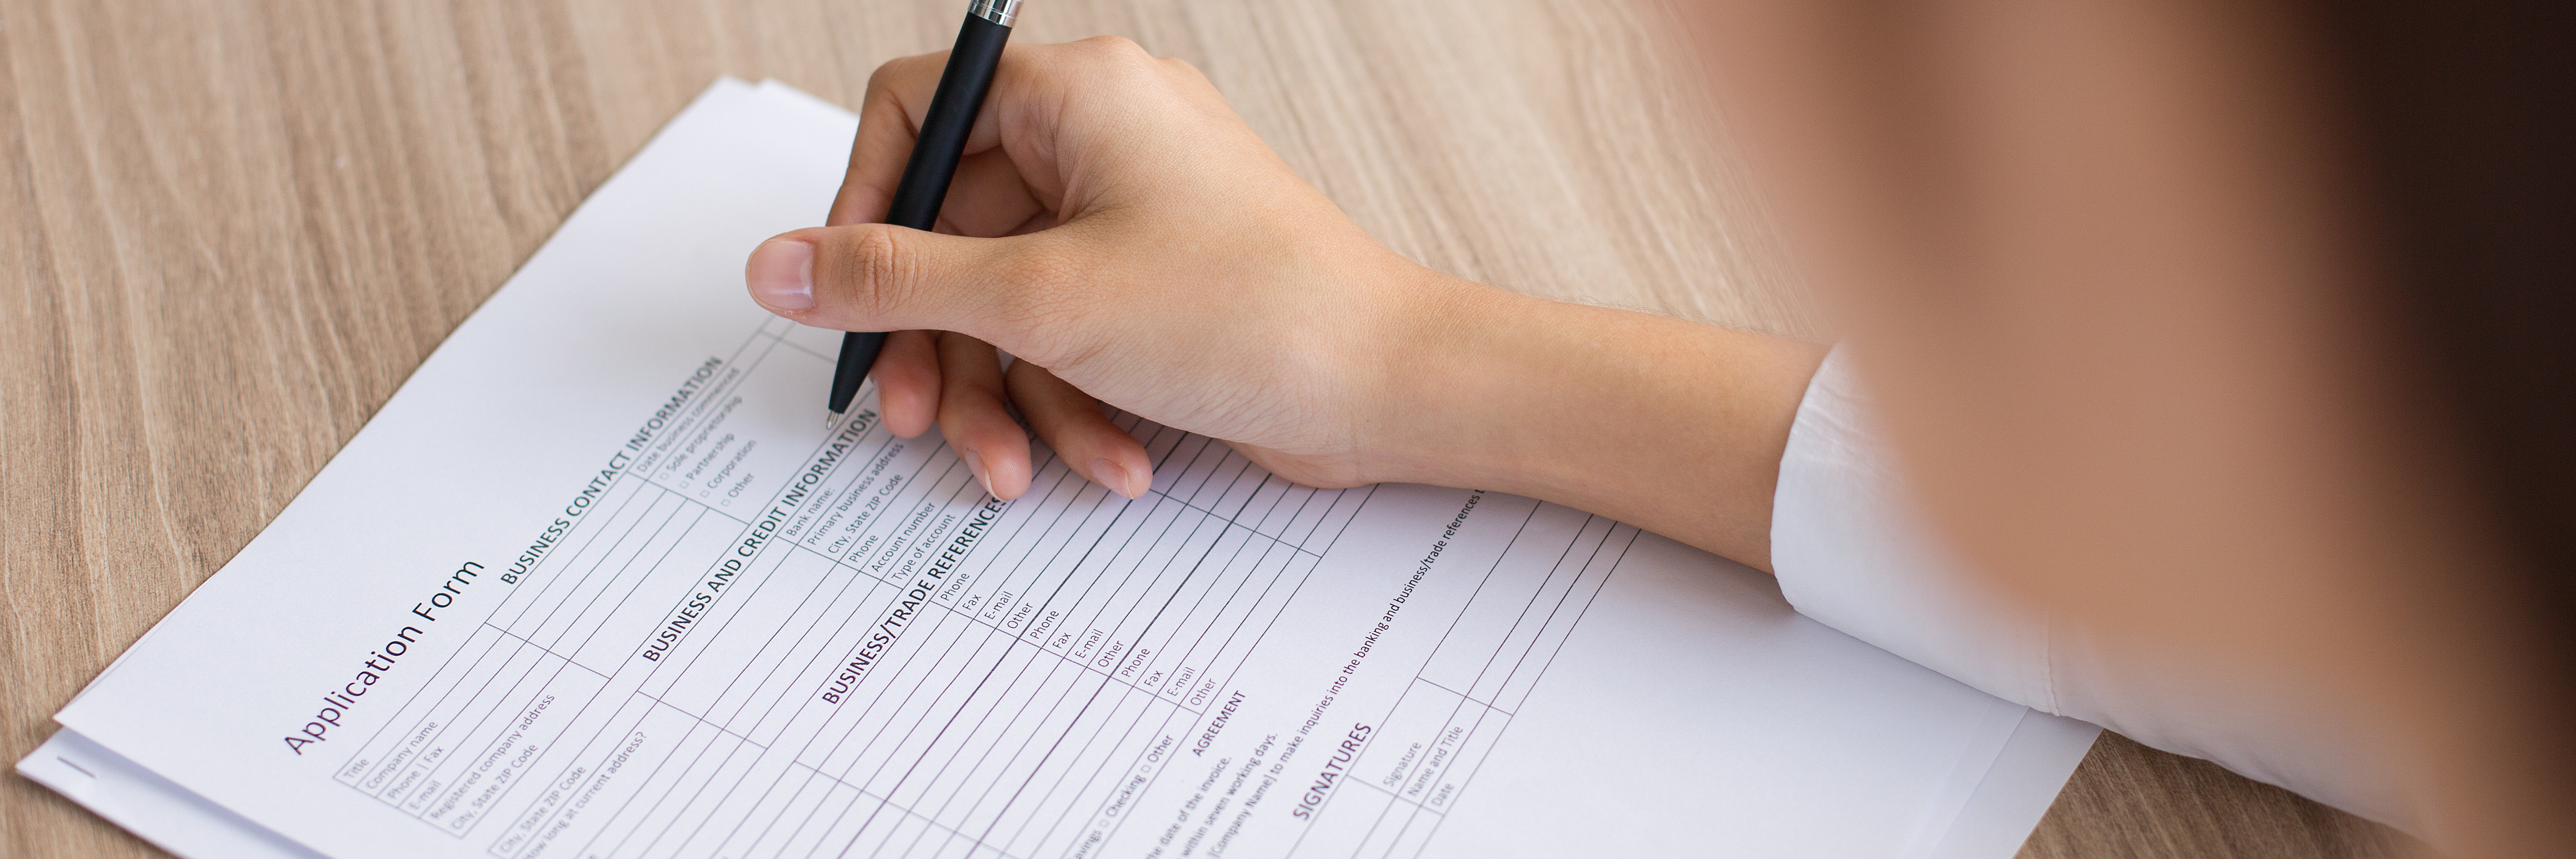 Application Form
BUSINESS CONTACT INFORMATION
Title
Company name
Phone | Fax
E-mail
Registered company address
City, State ZIP Code
Date business commenced
□ Sole proprietorship
□ Partnership
□ Corporation
□ Other
BUSINESS AND CREDIT INFORMATION
City, State ZIP Code
How long at current address?
Bank name:
Primary business address
City, State ZIP Code
Phone
Account number
Type of account
BUSINESS/TRADE REFERENCES
Phone
Fax
E-mail
Other
Phone
Fax
E-mail
Other
Phone
Fax
E-mail
Other
□ Checking □ Other
AGREEMENT
the date of the invoice.
within seven working days.
[Company Name] to make inquiries into the banking and business/trade references
SIGNATURES
Signature
Name and Title
Date